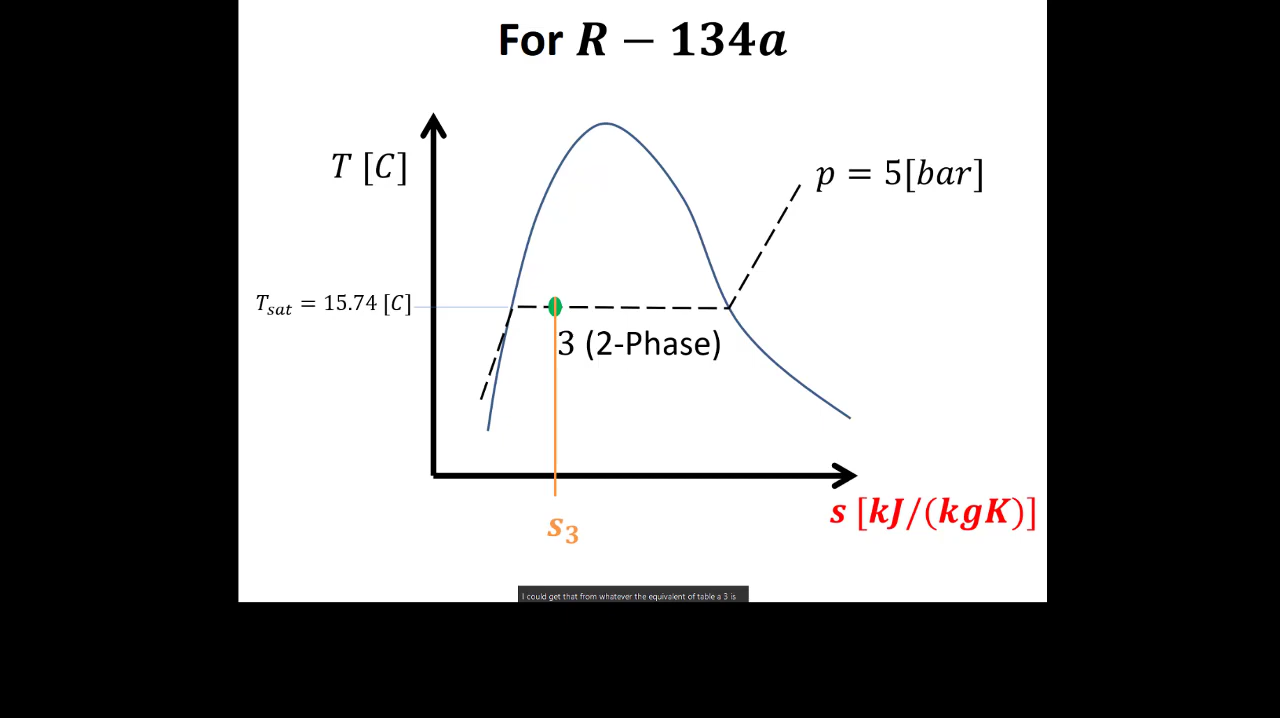 For R − 134a
T [C]
p = 5[bar]
T_sat = 15.74 [C]
3 (2-Phase)
s [kJ/(kgK)]
s_3
I could get that from whatever the equivalent of table a 3 is